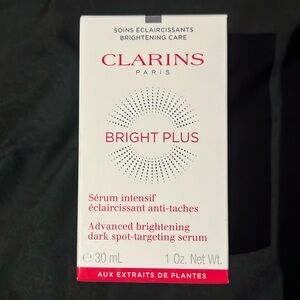 SOINS ÉCLAIRCISSANTS
BRIGHTENING CARE
CLARINS
PARIS
BRIGHT PLUS
Sérum intensif
éclaircissant anti-taches
Advanced brightening
dark spot-targeting serum
℮ 30 mL 1 Oz. Net Wt.
AUX EXTRAITS DE PLANTES